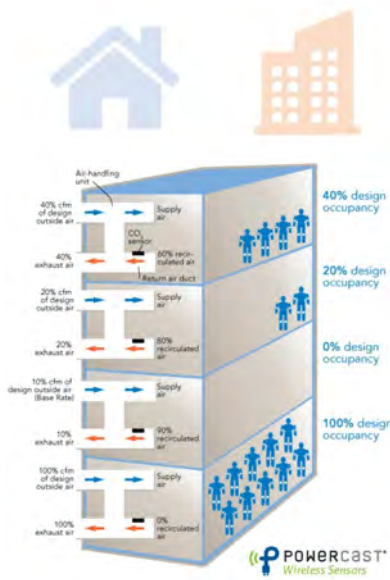 Air-handling
unit
40% cfm
of design
outside air
Supply
air
CO₂
sensor
40%
exhaust air
60% recir-
culated air
Return air duct
40% design
occupancy
20% cfm
of design
outside air
Supply
air
20%
exhaust air
80%
recirculated
air
20% design
occupancy
10% cfm of
design outside
air
(Base Rate)
Supply
air
10%
exhaust air
90%
recirculated
air
0% design
occupancy
100% cfm
of design
outside air
Supply
air
100%
exhaust air
0%
recirculated
air
100% design
occupancy
POWERCAST
Wireless Sensors